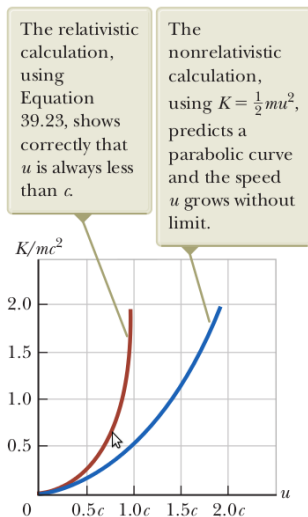 The relativistic
calculation,
using
Equation
39.23, shows
correctly that
u is always less
than c.
The
nonrelativistic
calculation,
using K = ½mu²,
predicts a
parabolic curve
and the speed
u grows without
limit.
K/mc²
2.0
1.5
1.0
0.5
0
0.5c 1.0c 1.5c 2.0c
u